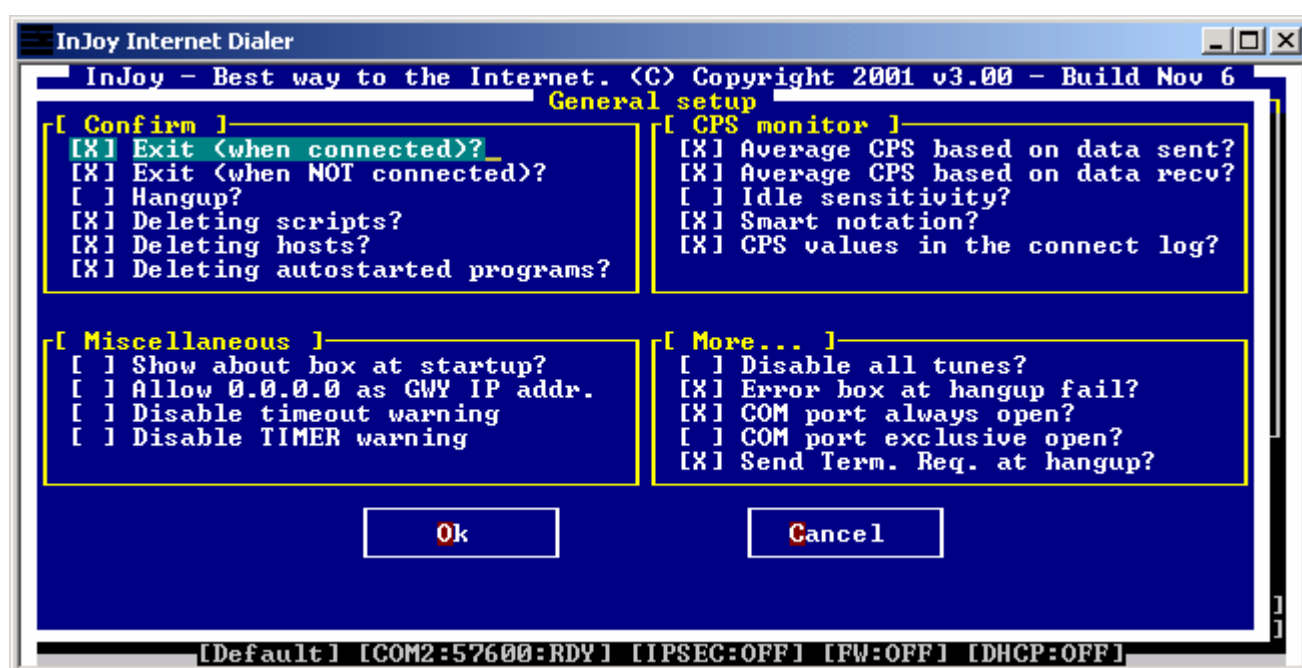 InJoy Internet Dialer
InJoy - Best way to the Internet. (C) Copyright 2001 v3.00 - Build Nov 6
General setup
[ Confirm ]
[X] Exit (when connected)?
[X] Exit (when NOT connected)?
[ ] Hangup?
[X] Deleting scripts?
[X] Deleting hosts?
[X] Deleting autostarted programs?
[ CPS monitor ]
[X] Average CPS based on data sent?
[X] Average CPS based on data recv?
[ ] Idle sensitivity?
[X] Smart notation?
[X] CPS values in the connect log?
[ Miscellaneous ]
[ ] Show about box at startup?
[ ] Allow 0.0.0.0 as GWY IP addr.
[ ] Disable timeout warning
[ ] Disable TIMER warning
[ More... ]
[ ] Disable all tunes?
[X] Error box at hangup fail?
[X] COM port always open?
[ ] COM port exclusive open?
[X] Send Term. Req. at hangup?
Ok
Cancel
[Default] [COM2:57600:RDY] [IPSEC:OFF] [FW:OFF] [DHCP:OFF]